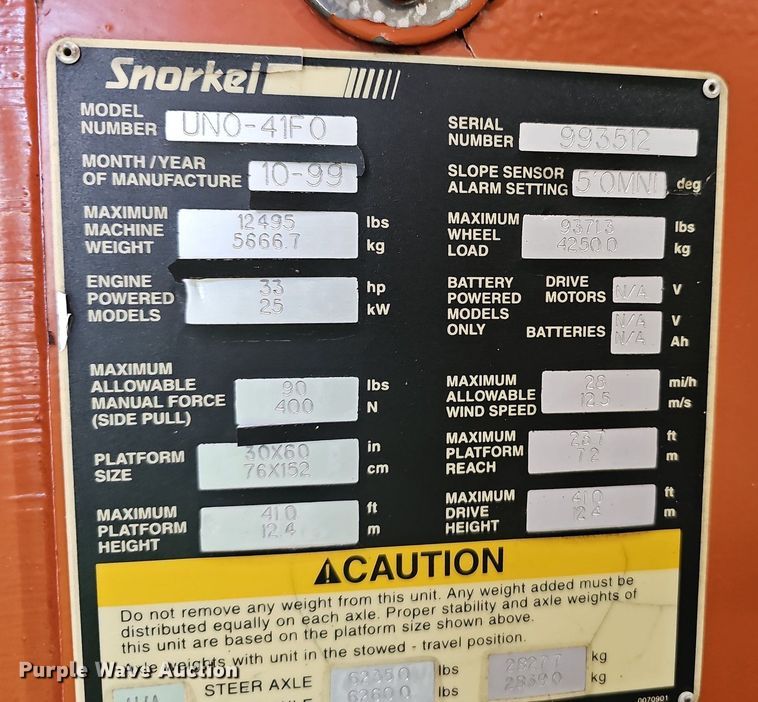 Snorkel
MODEL NUMBER UNO-41F0
SERIAL NUMBER 993512
MONTH/YEAR OF MANUFACTURE 10-99
SLOPE SENSOR ALARM SETTING 5°OMNI deg
MAXIMUM MACHINE WEIGHT 12495 lbs
5666.7 kg
MAXIMUM WHEEL LOAD 9371.3 lbs
4250.0 kg
ENGINE POWERED MODELS 33 hp
25 kW
BATTERY POWERED MODELS ONLY
DRIVE MOTORS N/A V
BATTERIES N/A V
N/A Ah
MAXIMUM ALLOWABLE MANUAL FORCE (SIDE PULL) 90 lbs
400 N
MAXIMUM ALLOWABLE WIND SPEED 28 mi/h
12.5 m/s
PLATFORM SIZE 30X60 in
76X152 cm
MAXIMUM PLATFORM REACH 23.7 ft
7.2 m
MAXIMUM PLATFORM HEIGHT 41.0 ft
12.4 m
MAXIMUM DRIVE HEIGHT 41.0 ft
12.4 m
CAUTION
Do not remove any weight from this unit. Any weight added must be
distributed equally on each axle. Proper stability and axle weights of
this unit are based on the platform size shown above.
Axle weights with unit in the stowed - travel position.
STEER AXLE lbs kg
lbs kg
0070901
Purple Wave Auction